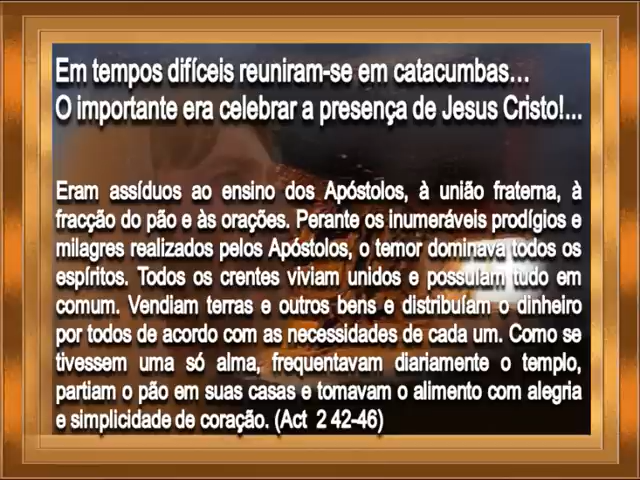 Em tempos difíceis reuniram-se em catacumbas…
O importante era celebrar a presença de Jesus Cristo!...
Eram assíduos ao ensino dos Apóstolos, à união fraterna, à
fracção do pão e às orações. Perante os inumeráveis prodígios e
milagres realizados pelos Apóstolos, o temor dominava todos os
espíritos. Todos os crentes viviam unidos e possuíam tudo em
comum. Vendiam terras e outros bens e distribuíam o dinheiro
por todos de acordo com as necessidades de cada um. Como se
tivessem uma só alma, frequentavam diariamente o templo,
partiam o pão em suas casas e tomavam o alimento com alegria
e simplicidade de coração. (Act  2 42-46)